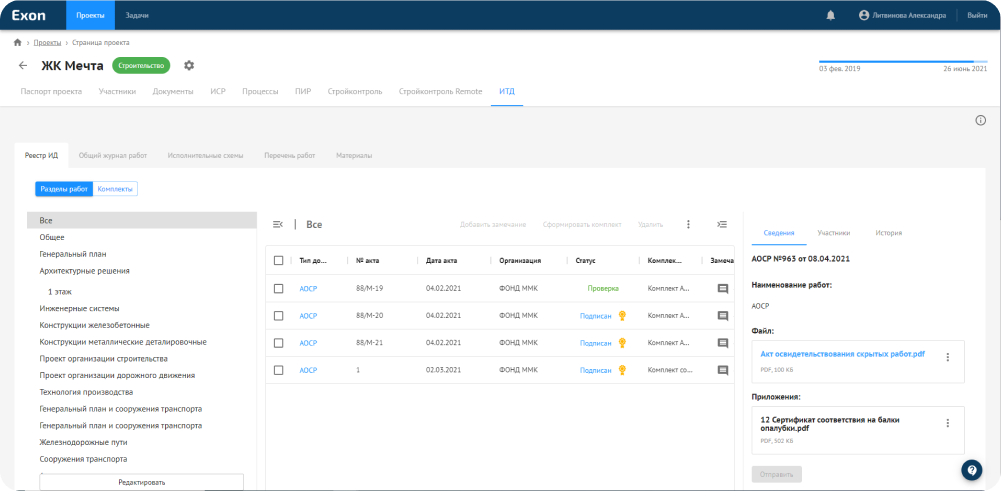 Exon
Проекты
Задачи
Литвинова Александра
Выйти
Проекты
Страница проекта
ЖК Мечта
Строительство
03 фев. 2019
26 июнь 2021
Паспорт проекта
Участники
Документы
ИСР
Процессы
ПИР
Стройконтроль
Стройконтроль Remote
ИТД
Реестр ИД
Общий журнал работ
Исполнительные схемы
Перечень работ
Материалы
Разделы работ
Комплекты
Все
Общее
Генеральный план
Архитектурные решения
1 этаж
Инженерные системы
Конструкции железобетонные
Конструкции металлические деталировочные
Проект организации строительства
Проект организации дорожного движения
Технология производства
Генеральный план и сооружения транспорта
Генеральный план и сооружения транспорта
Железнодорожные пути
Сооружения транспорта
Редактировать
Все
Добавить замечание
Сформировать комплект
Удалить
Тип до... № акта Дата акта Организация Статус Комплек... Замеча
АОСР 88/М-19 04.02.2021 ФОНД ММК Проверка Комплект А...
АОСР 88/М-20 04.02.2021 ФОНД ММК Подписан Комплект А...
АОСР 88/М-21 04.02.2021 ФОНД ММК Подписан Комплект А...
АОСР 1 02.03.2021 ФОНД ММК Подписан Комплект со...
Сведения
Участники
История
АОСР №963 от 08.04.2021
Наименование работ:
АОСР
Файл:
Акт освидетельствования скрытых работ.pdf
PDF, 100 КБ
Приложения:
12 Сертификат соответствия на балки
опалубки.pdf
PDF, 502 КБ
Отправить